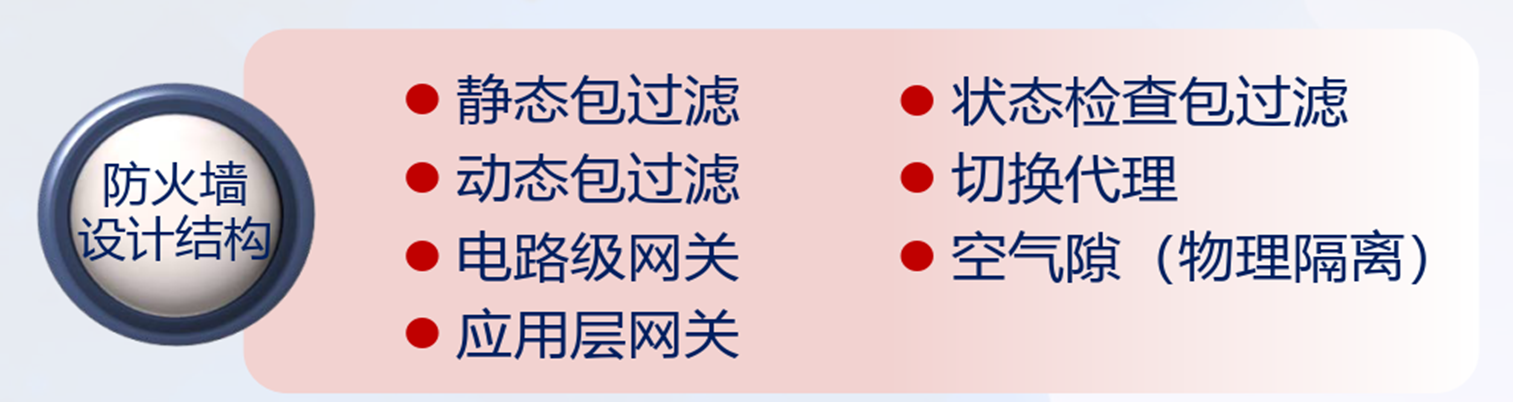 防火墙
设计结构
静态包过滤
动态包过滤
电路级网关
应用层网关
状态检查包过滤
切换代理
空气隙（物理隔离）